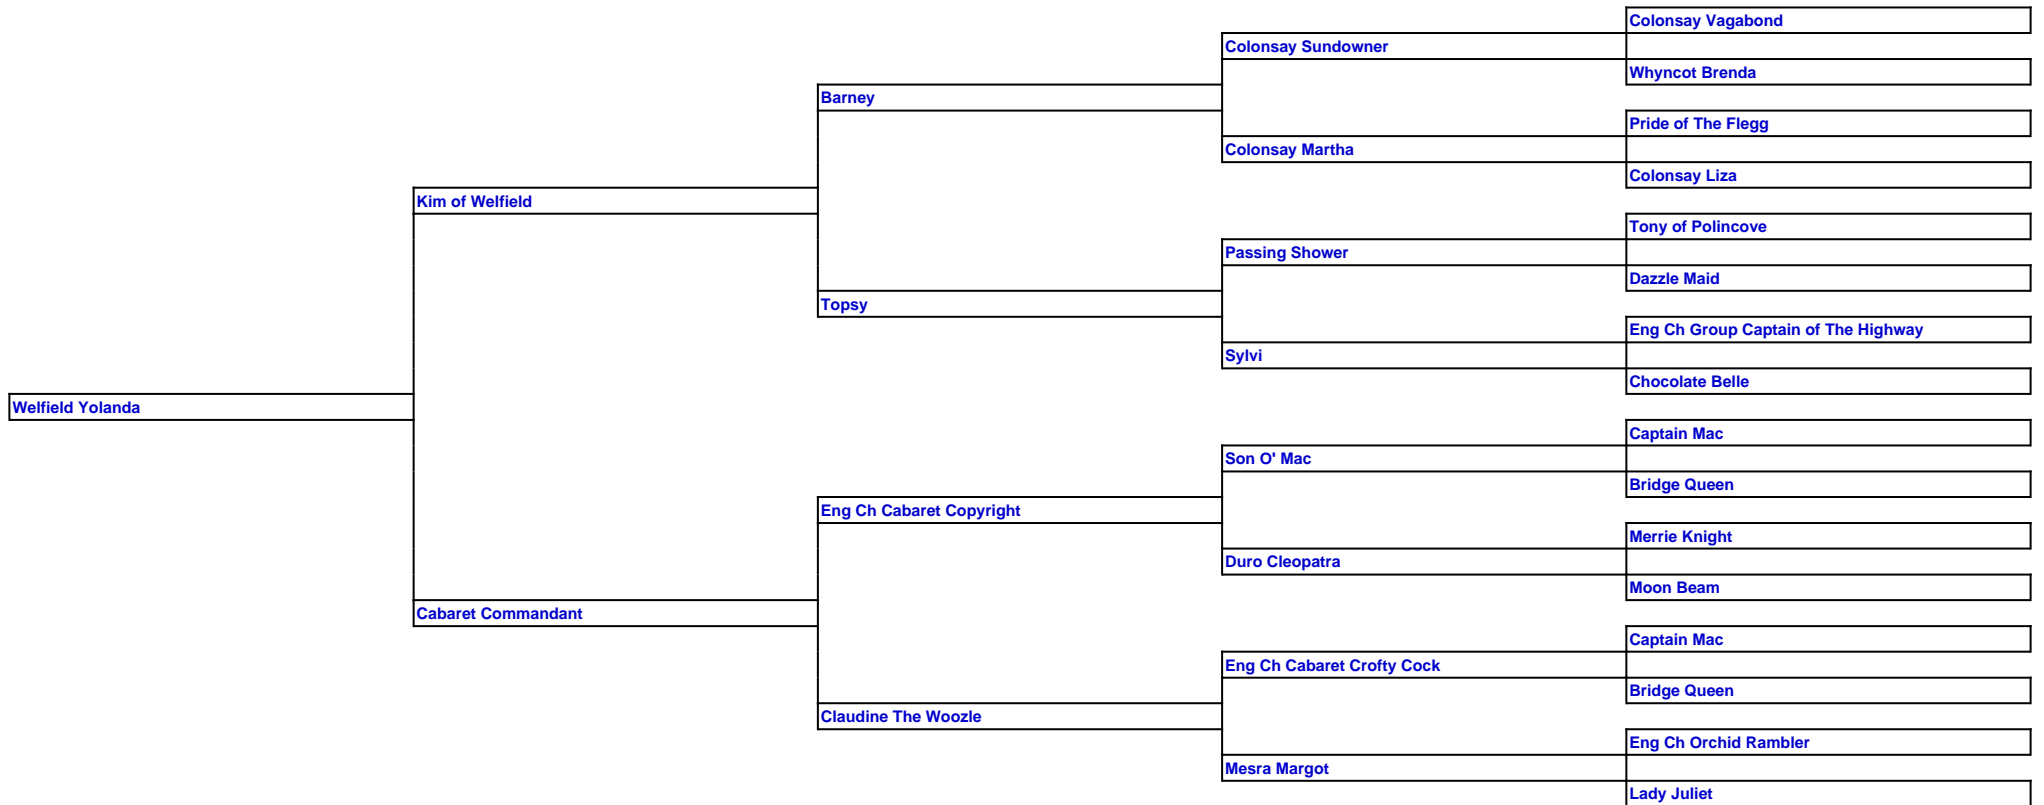 Colonsay Vagabond
Colonsay Sundowner
Whyncot Brenda
Barney
Pride of The Flegg
Colonsay Martha
Colonsay Liza
Kim of Welfield
Tony of Polincove
Passing Shower
Dazzle Maid
Topsy
Eng Ch Group Captain of The Highway
Sylvi
Chocolate Belle
Welfield Yolanda
Captain Mac
Son O' Mac
Bridge Queen
Eng Ch Cabaret Copyright
Merrie Knight
Duro Cleopatra
Moon Beam
Cabaret Commandant
Captain Mac
Eng Ch Cabaret Crofty Cock
Bridge Queen
Claudine The Woozle
Eng Ch Orchid Rambler
Mesra Margot
Lady Juliet